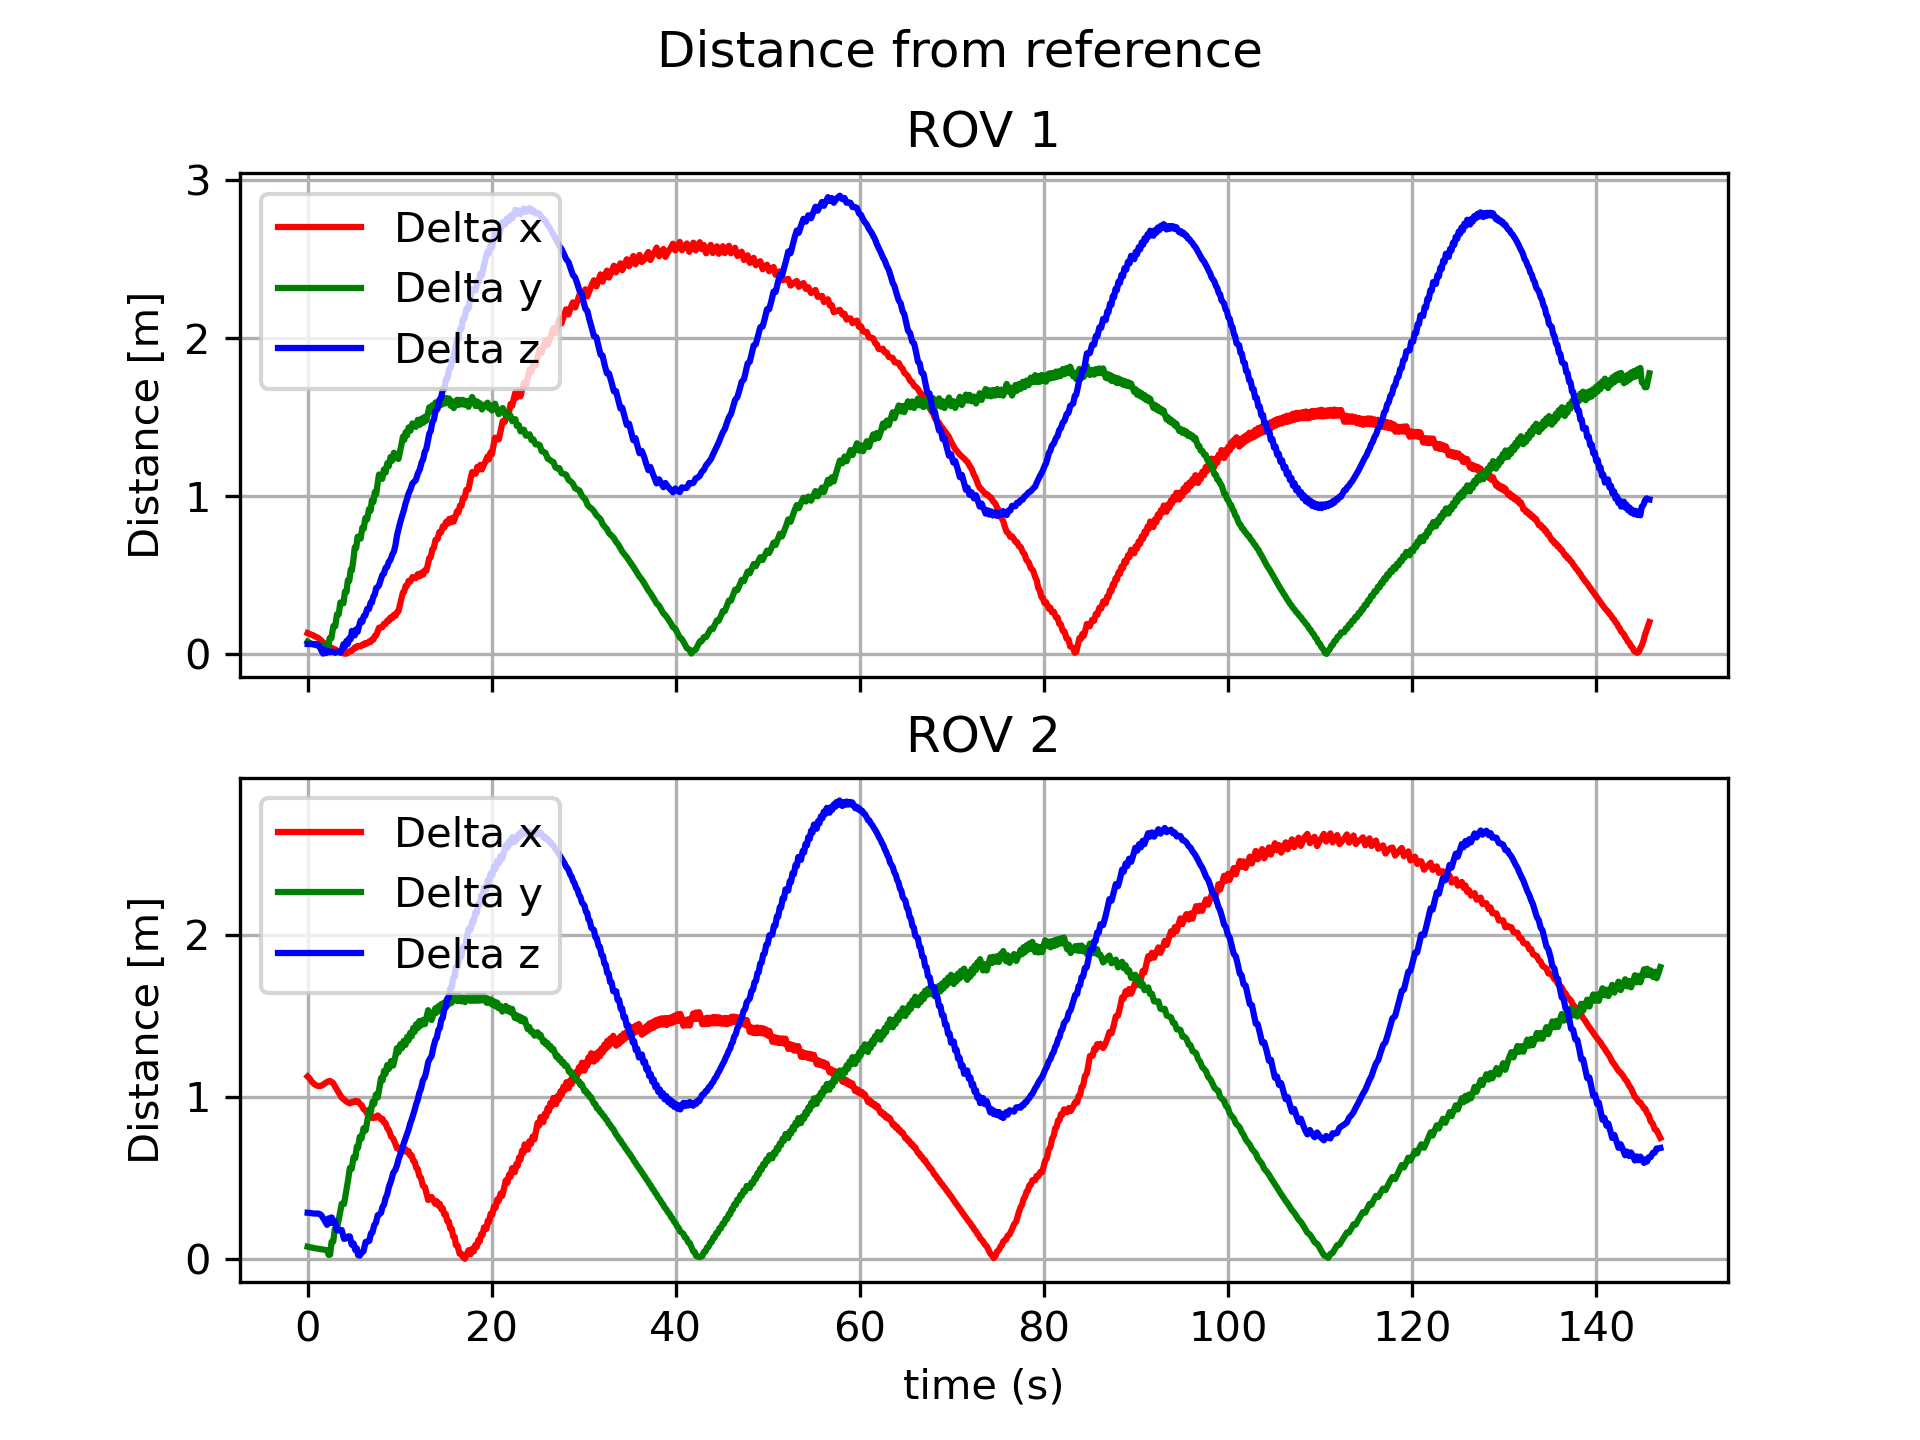 Distance from reference
ROV 1
3
2
1
0
Distance [m]
Delta x
Delta y
Delta z
ROV 2
2
1
0
Distance [m]
Delta x
Delta y
Delta z
0 20 40 60 80 100 120 140
time (s)